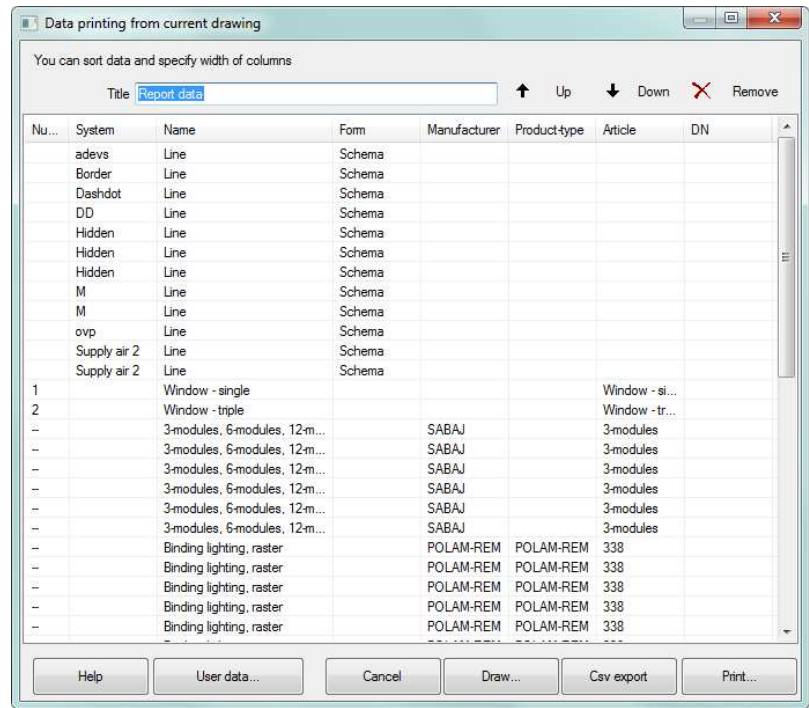 Data printing from current drawing
You can sort data and specify width of columns
Title Report data Up Down Remove
Nu... System Name Form Manufacturer Product-type Article DN
adevs Line Schema
Border Line Schema
Dashdot Line Schema
DD Line Schema
Hidden Line Schema
Hidden Line Schema
Hidden Line Schema
M Line Schema
M Line Schema
ovp Line Schema
Supply air 2 Line Schema
Supply air 2 Line Schema
1 Window - single Window - si...
2 Window - triple Window - tr...
-- 3-modules, 6-modules, 12-m... SABAJ 3-modules
-- 3-modules, 6-modules, 12-m... SABAJ 3-modules
-- 3-modules, 6-modules, 12-m... SABAJ 3-modules
-- 3-modules, 6-modules, 12-m... SABAJ 3-modules
-- 3-modules, 6-modules, 12-m... SABAJ 3-modules
-- 3-modules, 6-modules, 12-m... SABAJ 3-modules
-- Binding lighting, raster POLAM-REM POLAM-REM 338
-- Binding lighting, raster POLAM-REM POLAM-REM 338
-- Binding lighting, raster POLAM-REM POLAM-REM 338
-- Binding lighting, raster POLAM-REM POLAM-REM 338
-- Binding lighting, raster POLAM-REM POLAM-REM 338
Help User data... Cancel Draw... Csv export Print...